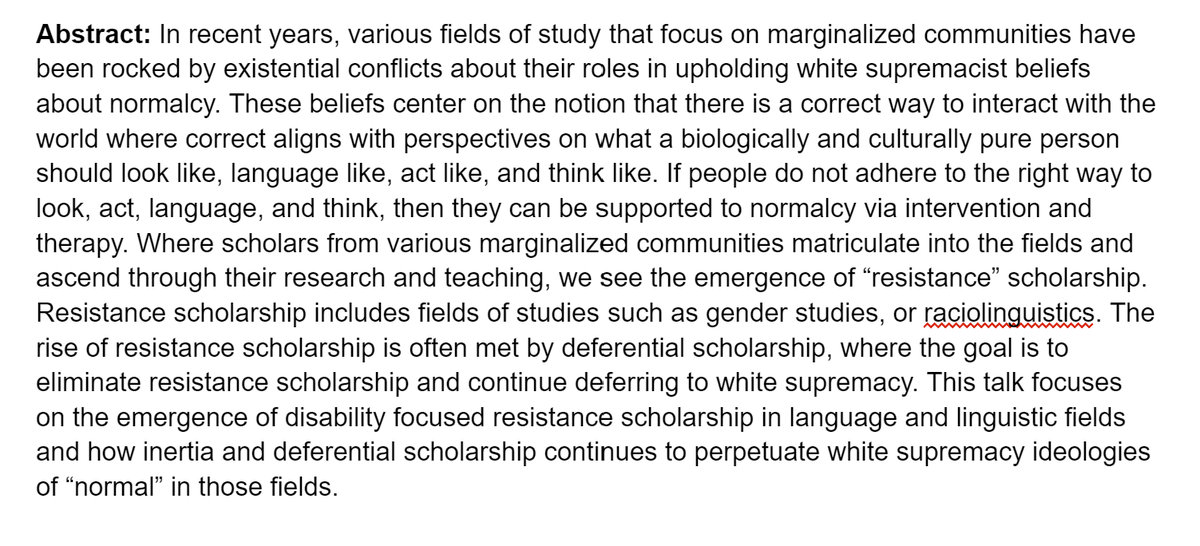 Abstract: In recent years, various fields of study that focus on marginalized communities have
been rocked by existential conflicts about their roles in upholding white supremacist beliefs
about normalcy. These beliefs center on the notion that there is a correct way to interact with the
world where correct aligns with perspectives on what a biologically and culturally pure person
should look like, language like, act like, and think like. If people do not adhere to the right way to
look, act, language, and think, then they can be supported to normalcy via intervention and
therapy. Where scholars from various marginalized communities matriculate into the fields and
ascend through their research and teaching, we see the emergence of “resistance” scholarship.
Resistance scholarship includes fields of studies such as gender studies, or raciolinguistics. The
rise of resistance scholarship is often met by deferential scholarship, where the goal is to
eliminate resistance scholarship and continue deferring to white supremacy. This talk focuses
on the emergence of disability focused resistance scholarship in language and linguistic fields
and how inertia and deferential scholarship continues to perpetuate white supremacy ideologies
of “normal” in those fields.